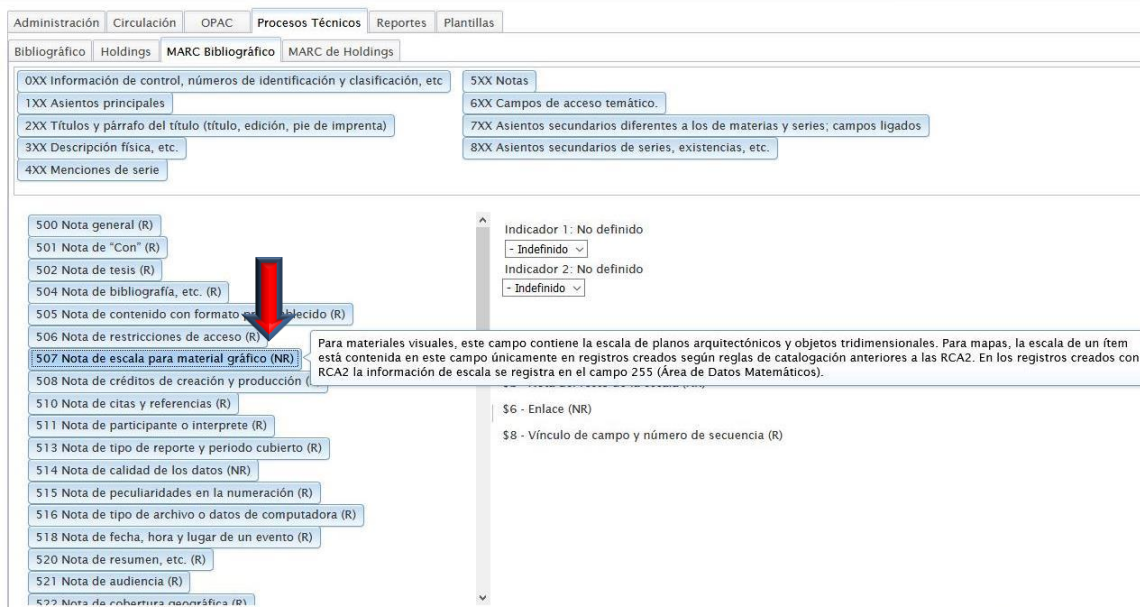 Administración Circulación OPAC Procesos Técnicos Reportes Plantillas
Bibliográfico Holdings MARC Bibliográfico MARC de Holdings
0XX Información de control, números de identificación y clasificación, etc
1XX Asientos principales
2XX Títulos y párrafo del título (título, edición, pie de imprenta)
3XX Descripción física, etc.
4XX Menciones de serie
5XX Notas
6XX Campos de acceso temático.
7XX Asientos secundarios diferentes a los de materias y series; campos ligados
8XX Asientos secundarios de series, existencias, etc.
500 Nota general (R)
501 Nota de "Con" (R)
502 Nota de tesis (R)
504 Nota de bibliografía, etc. (R)
505 Nota de contenido con formato (R)
506 Nota de restricciones de acceso (R)
507 Nota de escala para material gráfico (NR)
508 Nota de créditos de creación y producción
510 Nota de citas y referencias (R)
511 Nota de participante o interprete (R)
513 Nota de tipo de reporte y periodo cubierto (R)
514 Nota de calidad de los datos (NR)
515 Nota de peculiaridades en la numeración (R)
516 Nota de tipo de archivo o datos de computadora (R)
518 Nota de fecha, hora y lugar de un evento (R)
520 Nota de resumen, etc. (R)
521 Nota de audiencia (R)
522 Nota de cobertura geográfica (R)
Indicador 1: No definido
- Indefinido
Indicador 2: No definido
- Indefinido
Para materiales visuales, este campo contiene la escala de planos arquitectónicos y objetos tridimensionales. Para mapas, la escala de un ítem
está contenida en este campo únicamente en registros creados según reglas de catalogación anteriores a las RCA2. En los registros creados con
RCA2 la información de escala se registra en el campo 255 (Área de Datos Matemáticos).
$6 - Enlace (NR)
$8 - Vínculo de campo y número de secuencia (R)